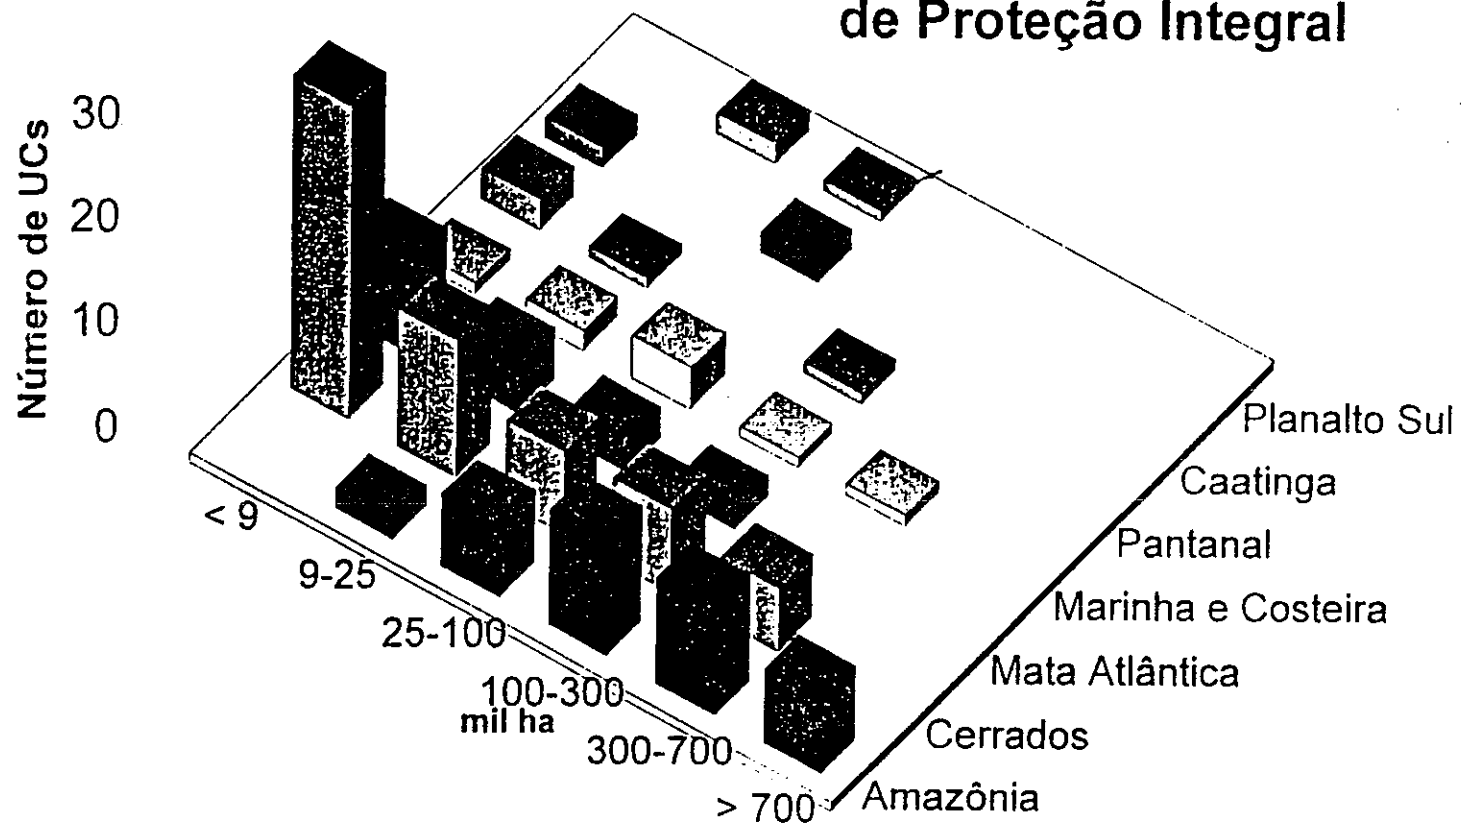 de Proteção Integral
Número de UCs
30
20
10
0
< 9
9-25
25-100
100-300
mil ha
300-700
> 700
Planalto Sul
Caatinga
Pantanal
Marinha e Costeira
Mata Atlântica
Cerrados
Amazônia